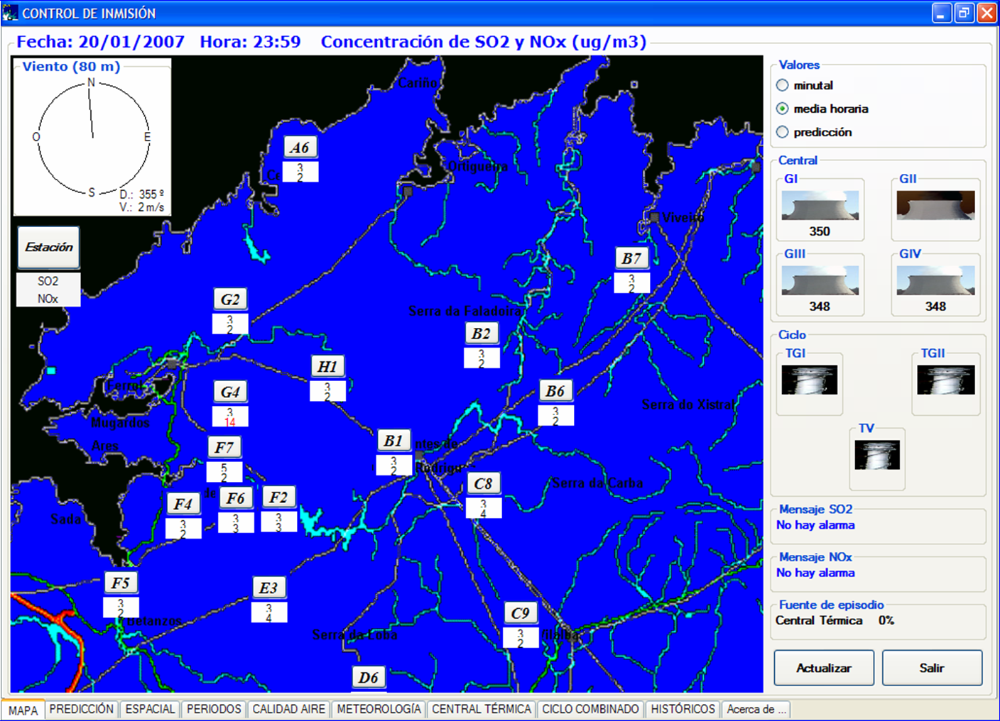 CONTROL DE INMISIÓN
Fecha: 20/01/2007 Hora: 23:59 Concentración de SO2 y NOx (ug/m3)
Viento (80 m)
N
O
E
S
D.: 355 º
V.: 2 m/s
Estación
SO2
NOx
Cariño
A6
3
2
Ortigueira
Viveiro
B7
3
2
G2
3
2
Serra da Faladoira
B2
3
2
H1
3
2
Ferrol
G4
3
14
B6
3
2
Serra do Xistral
Mugardos
Ares
F7
5
2
B1
3
2
ntes de
Rodrigu
C8
3
4
Serra da Carba
F4
3
2
de
F6
3
3
F2
3
3
Sada
F5
3
2
Betanzos
E3
3
4
C9
3
2
Serra da Loba
D6
Valores
minutal
media horaria
predicción
Central
GI
350
GII
GIII
348
GIV
348
Ciclo
TGI
TGII
TV
Mensaje SO2
No hay alarma
Mensaje NOx
No hay alarma
Fuente de episodio
Central Térmica 0%
Actualizar
Salir
MAPA PREDICCIÓN ESPACIAL PERIODOS CALIDAD AIRE METEOROLOGÍA CENTRAL TÉRMICA CICLO COMBINADO HISTÓRICOS Acerca de ...